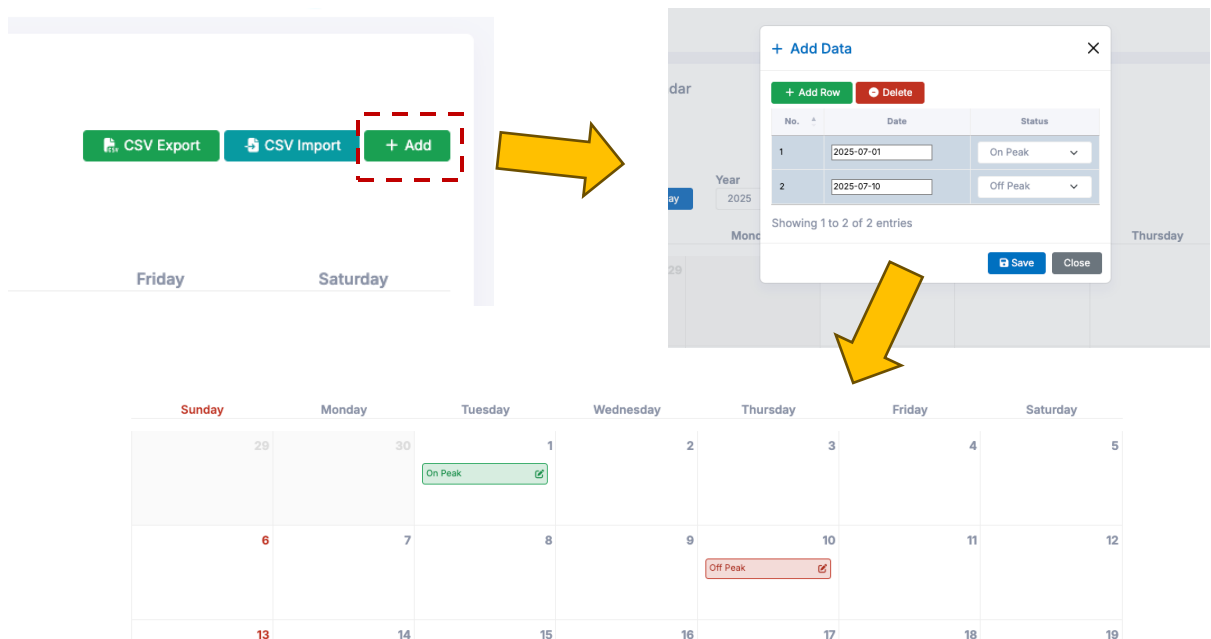 CSV Export CSV Import + Add
Friday Saturday
+ Add Data
dar
+ Add Row Delete
No. Date Status
1 2025-07-01 On Peak
2 2025-07-10 Off Peak
Year
ay 2025
Showing 1 to 2 of 2 entries
Mond Thursday
Save Close
29
Sunday Monday Tuesday Wednesday Thursday Friday Saturday
29 30 1 2 3 4 5
On Peak
6 7 8 9 10 11 12
Off Peak
13 14 15 16 17 18 19